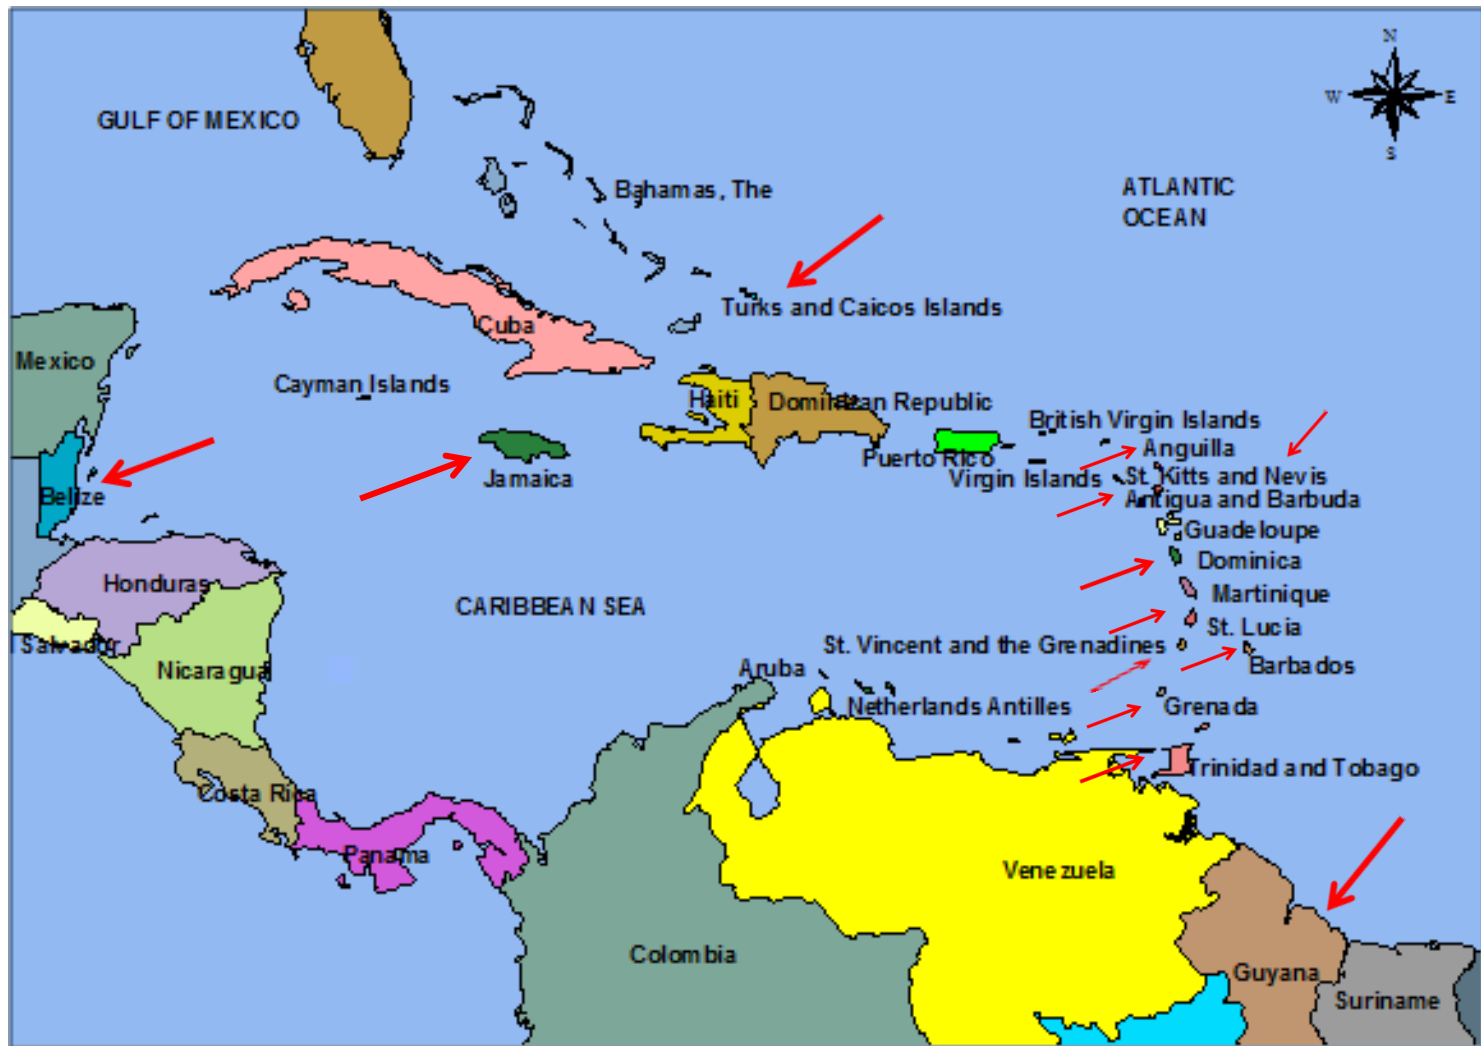 N
W
E
S
GULF OF MEXICO
ATLANTIC
OCEAN
Bahamas, The
Turks and Caicos Islands
Cuba
Mexico
Cayman Islands
Haiti
Dominican Republic
British Virgin Islands
Anguilla
Puerto Rico
Jamaica
Virgin Islands
St. Kitts and Nevis
Belize
Antigua and Barbuda
Guadeloupe
Dominica
Honduras
Martinique
CARIBBEAN SEA
St. Lucia
l Salvador
St. Vincent and the Grenadines
Barbados
Nicaragua
Aruba
Netherlands Antilles
Grenada
Trinidad and Tobago
Costa Rica
Panama
Venezuela
Colombia
Guyana
Suriname